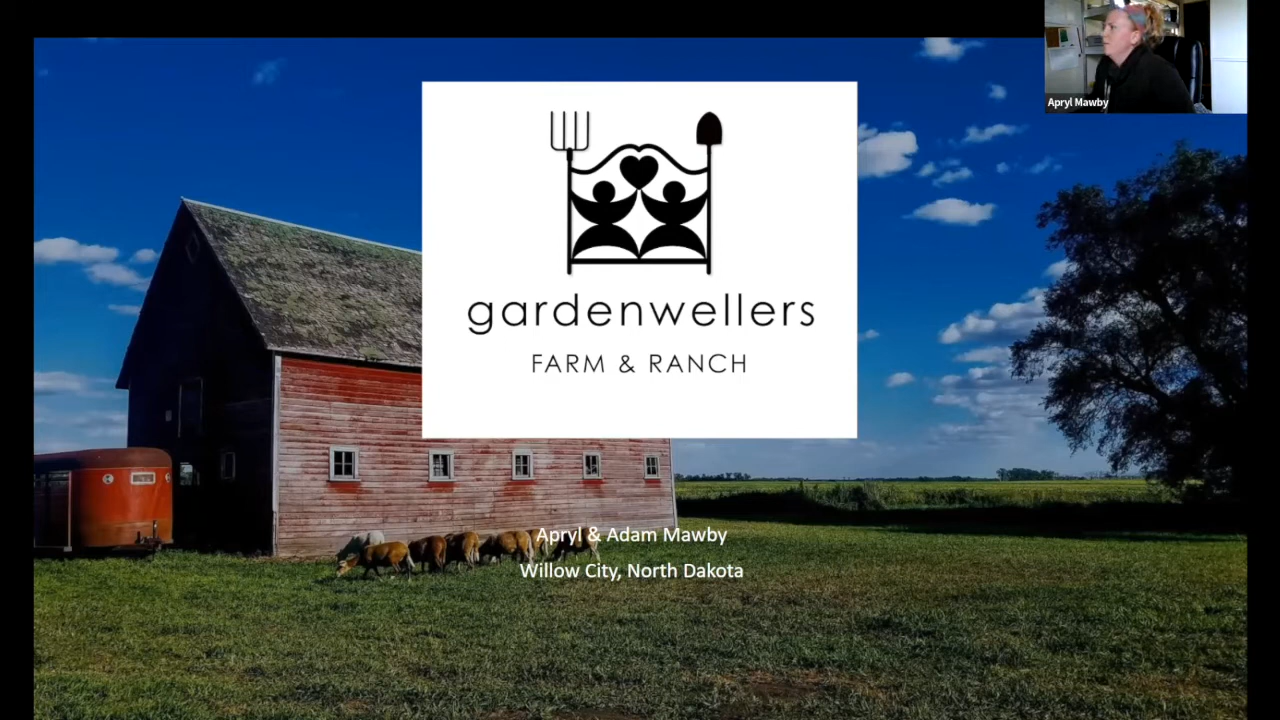 Apryl Mawby
gardenwellers
FARM & RANCH
Apryl & Adam Mawby
Willow City, North Dakota